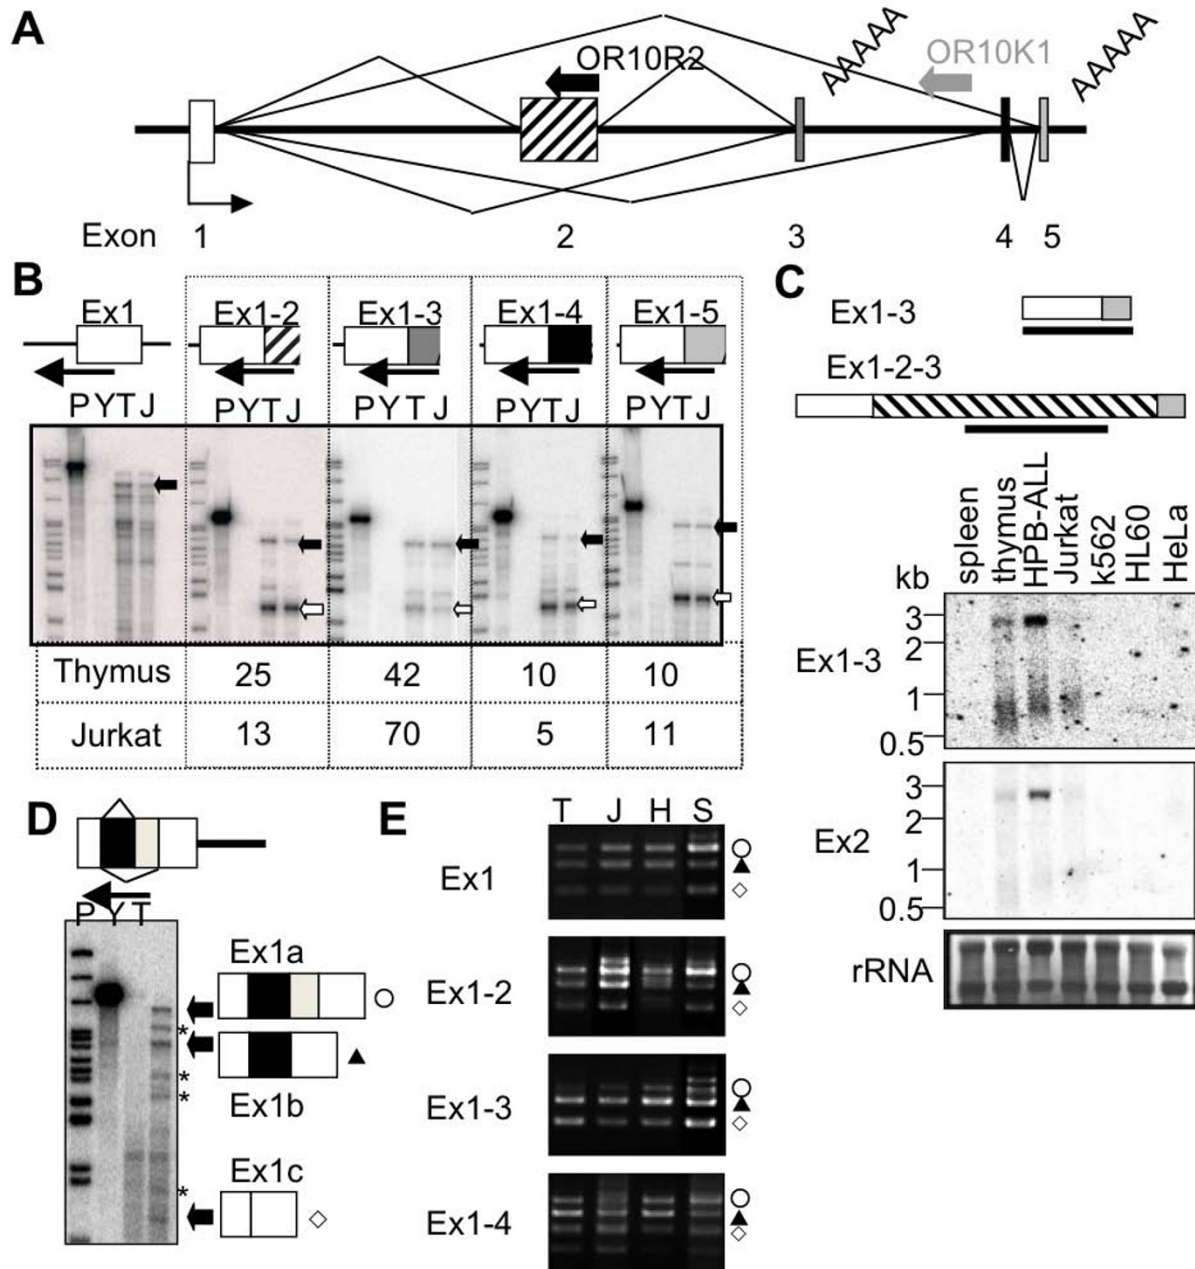 A
OR10R2
AAAAA
OR10K1
AAAAA
Exon 1 2 3 4 5
B
Ex1 Ex1-2 Ex1-3 Ex1-4 Ex1-5
PYTJ PYTJ PYTJ PYTJ PYTJ
Thymus 25 42 10 10
Jurkat 13 70 5 11
C
Ex1-3
Ex1-2-3
spleen
thymus
HPB-ALL
Jurkat
k562
HL60
HeLa
kb
3
2
Ex1-3
1
0.5
3
2
Ex2
1
0.5
rRNA
D
P Y T
Ex1a
*
Ex1b
*
*
Ex1c
*
E
T J H S
Ex1
Ex1-2
Ex1-3
Ex1-4